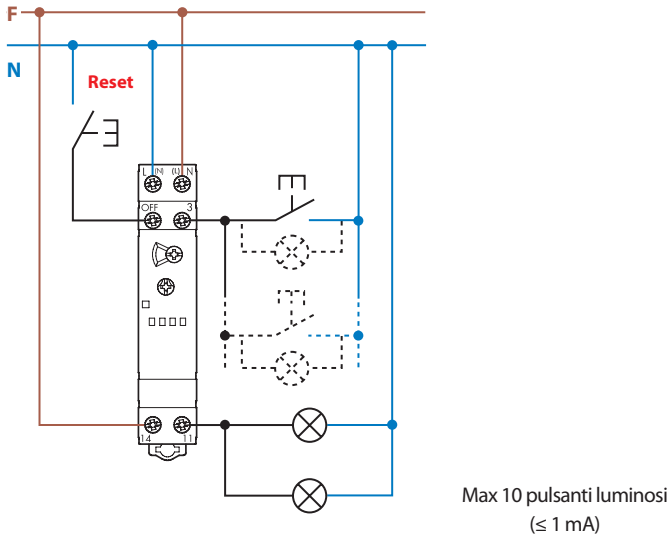 F
N
Reset
L (N) (L) N
OFF 3
14 11
Max 10 pulsanti luminosi
(≤ 1 mA)